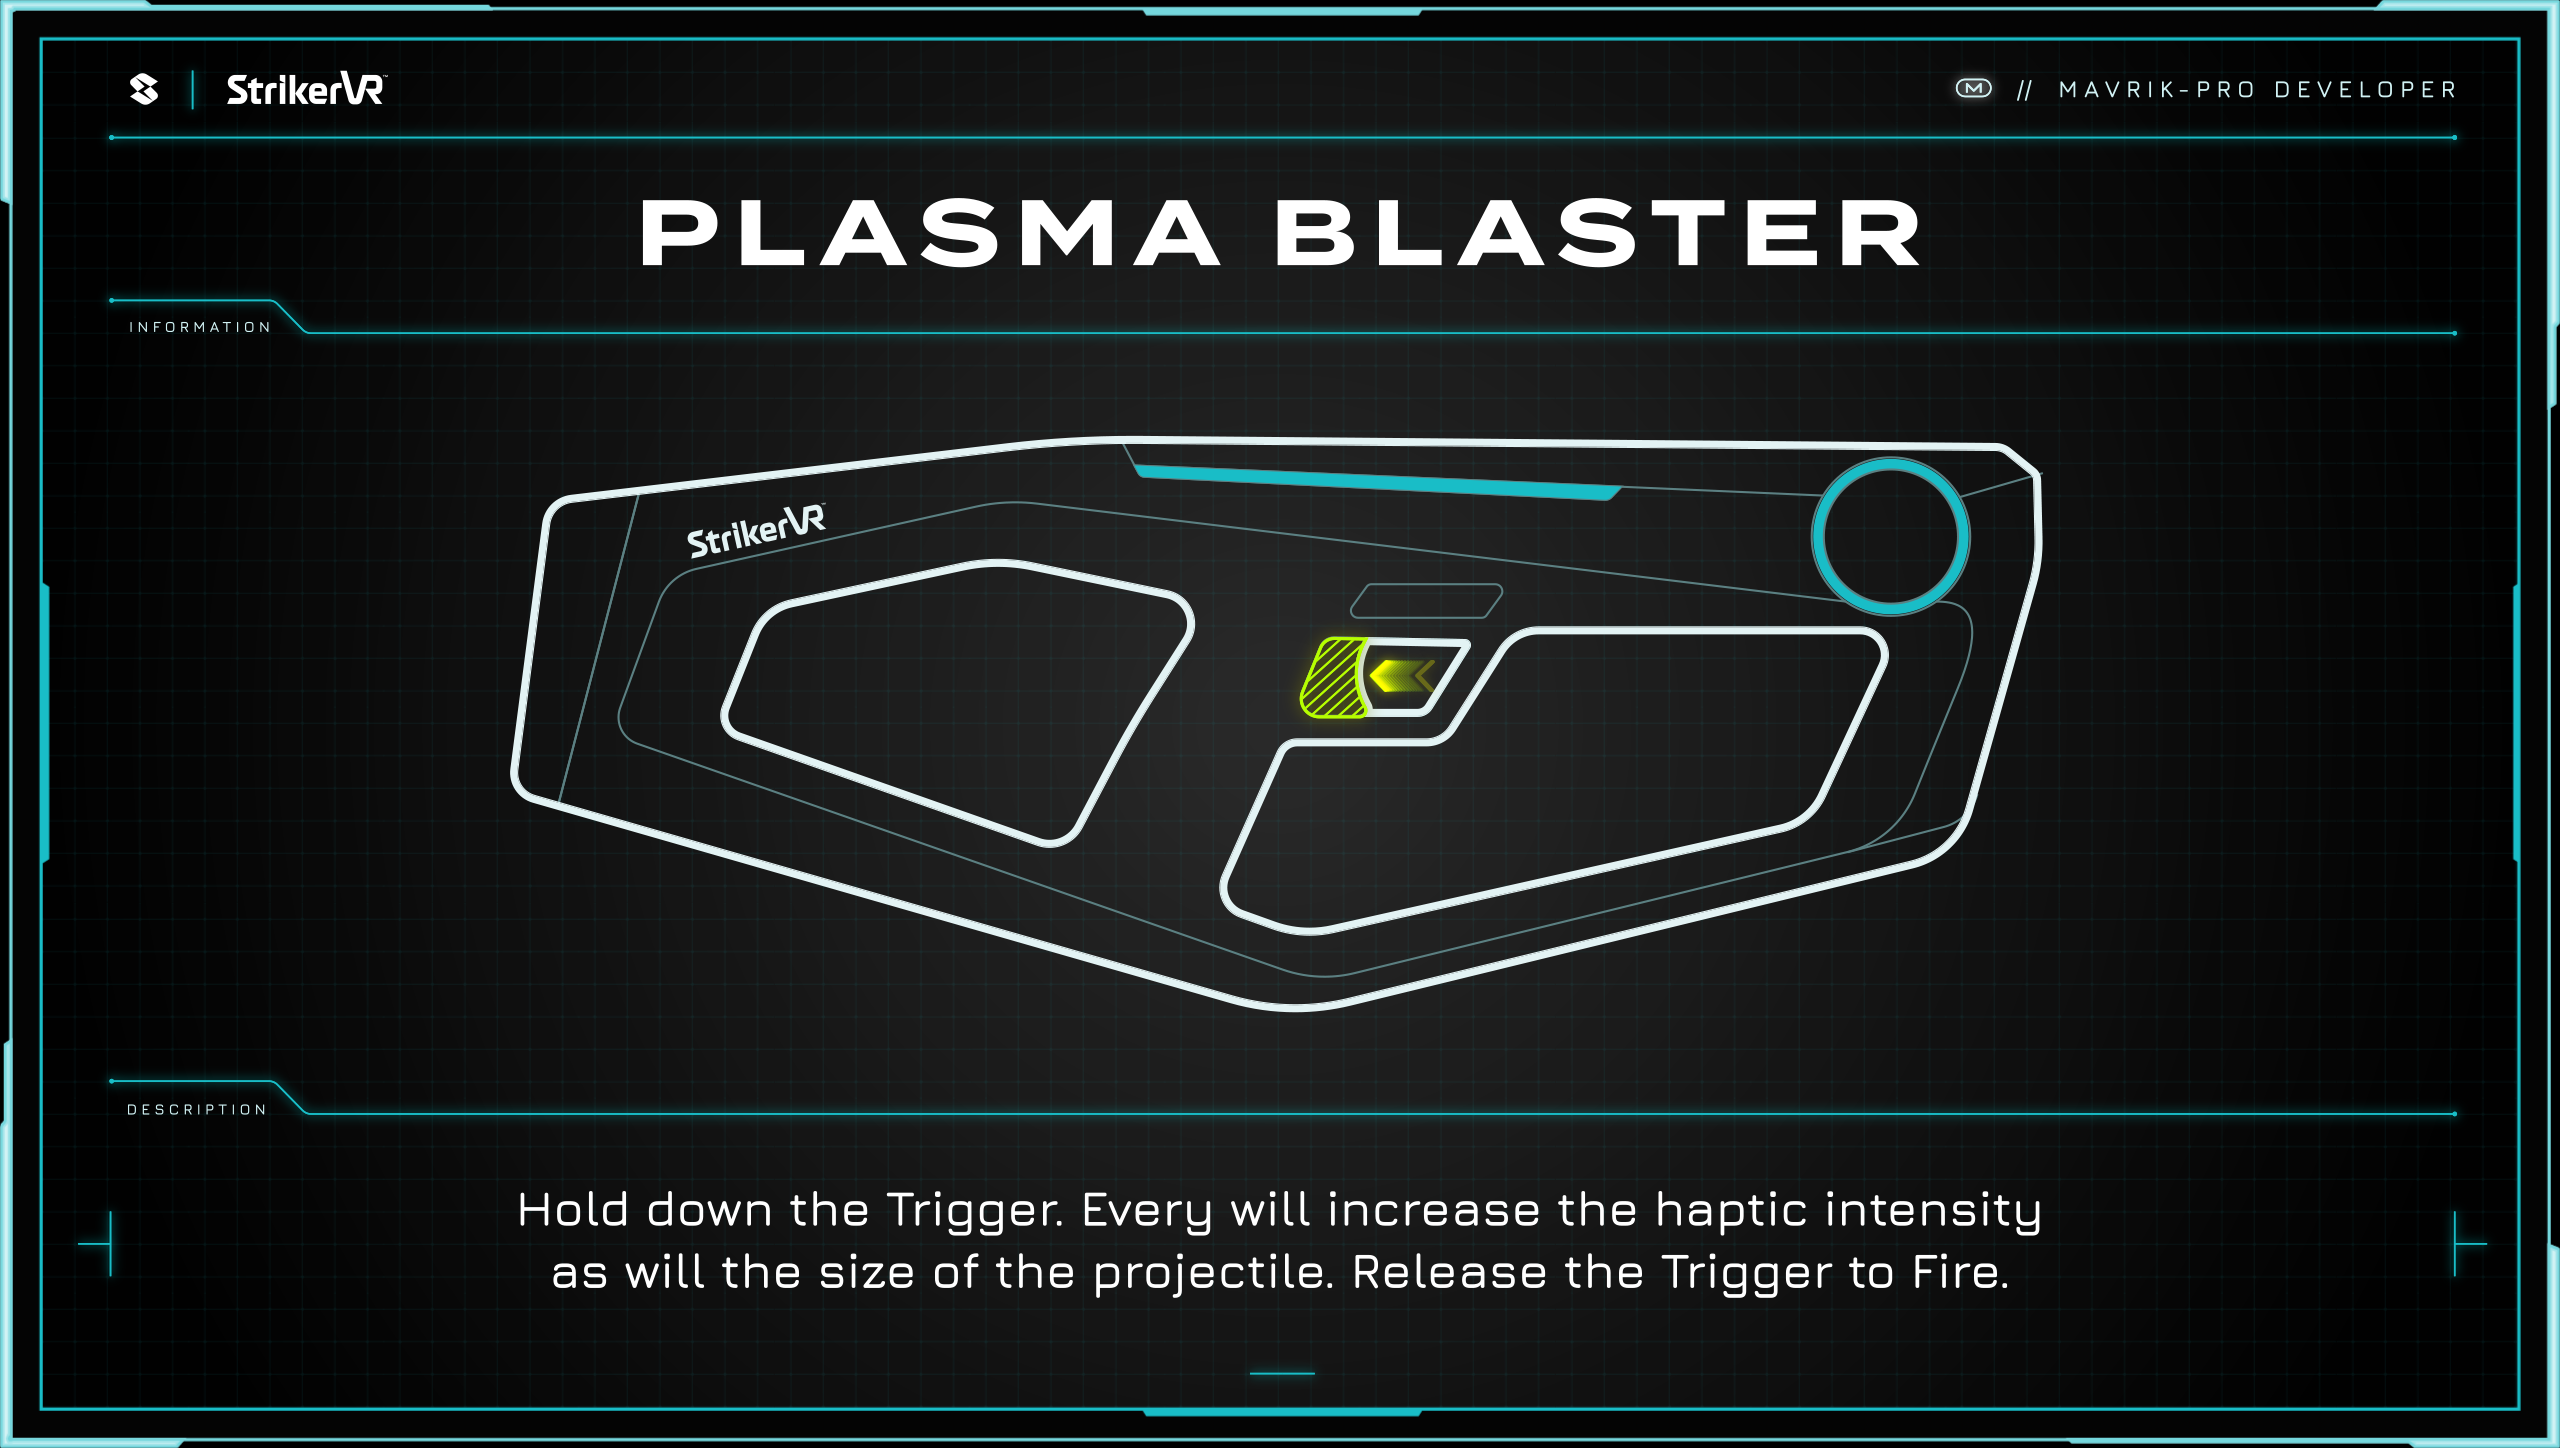 StrikerVR™
M // MAVRIK-PRO DEVELOPER
PLASMA BLASTER
INFORMATION
StrikerVR
DESCRIPTION
Hold down the Trigger. Every will increase the haptic intensity
as will the size of the projectile. Release the Trigger to Fire.